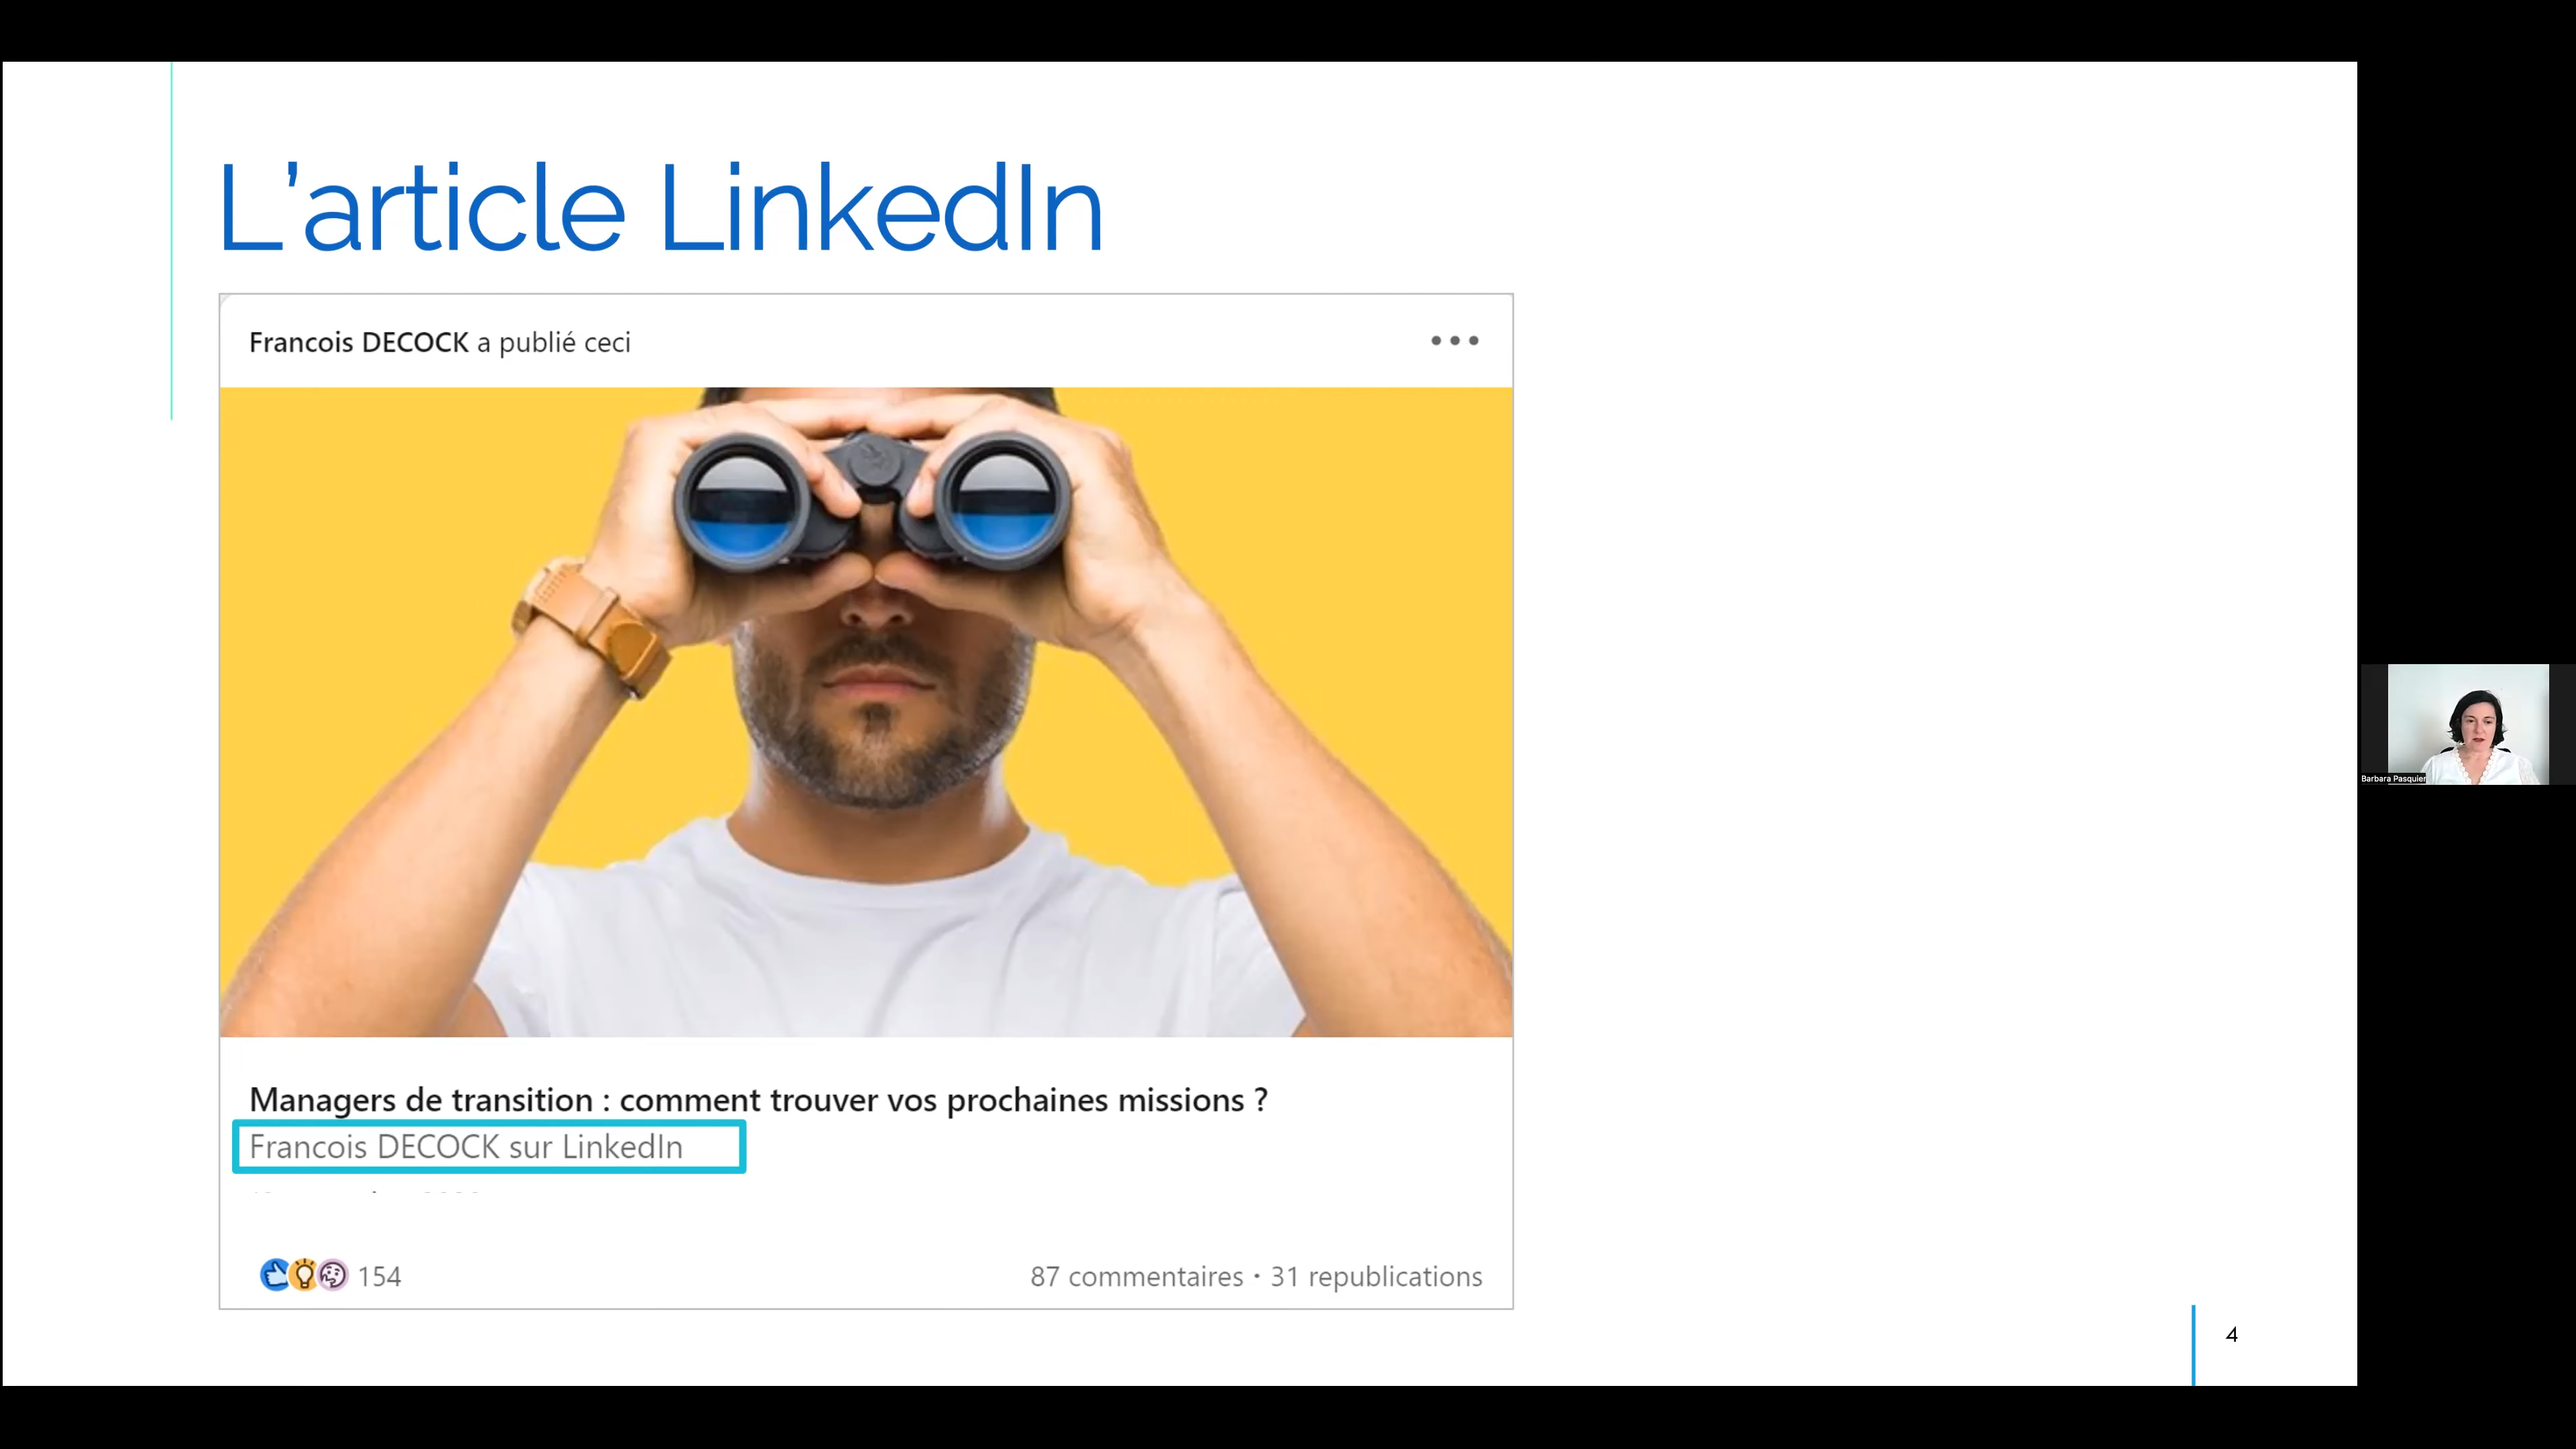 L'article LinkedIn
Francois DECOCK a publié ceci
Managers de transition : comment trouver vos prochaines missions ?
Francois DECOCK sur LinkedIn
154
87 commentaires • 31 republications
4
Barbara Pasquier